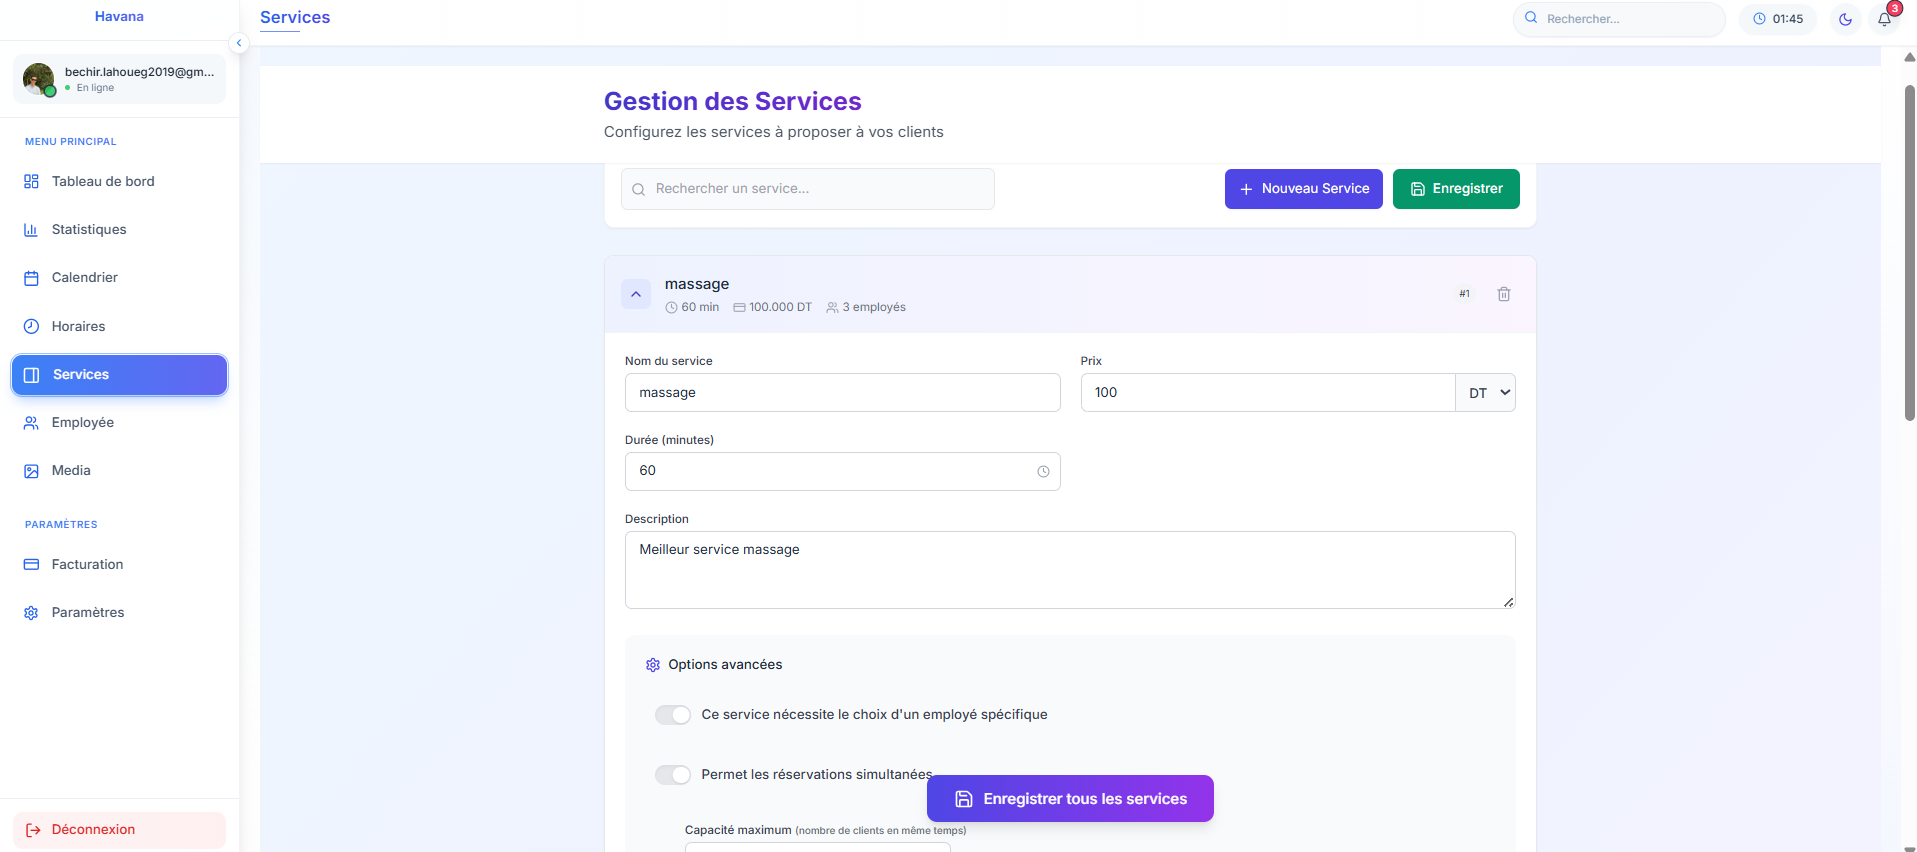 Havana
Services
Rechercher...
01:45
3
bechir.lahoueg2019@gm...
En ligne
MENU PRINCIPAL
Tableau de bord
Statistiques
Calendrier
Horaires
Services
Employée
Media
PARAMÈTRES
Facturation
Paramètres
Déconnexion
Gestion des Services
Configurez les services à proposer à vos clients
Rechercher un service...
Nouveau Service
Enregistrer
massage
60 min 100.000 DT 3 employés
#1
Nom du service
massage
Prix
100
DT
Durée (minutes)
60
Description
Meilleur service massage
Options avancées
Ce service nécessite le choix d'un employé spécifique
Permet les réservations simultanées
Enregistrer tous les services
Capacité maximum (nombre de clients en même temps)